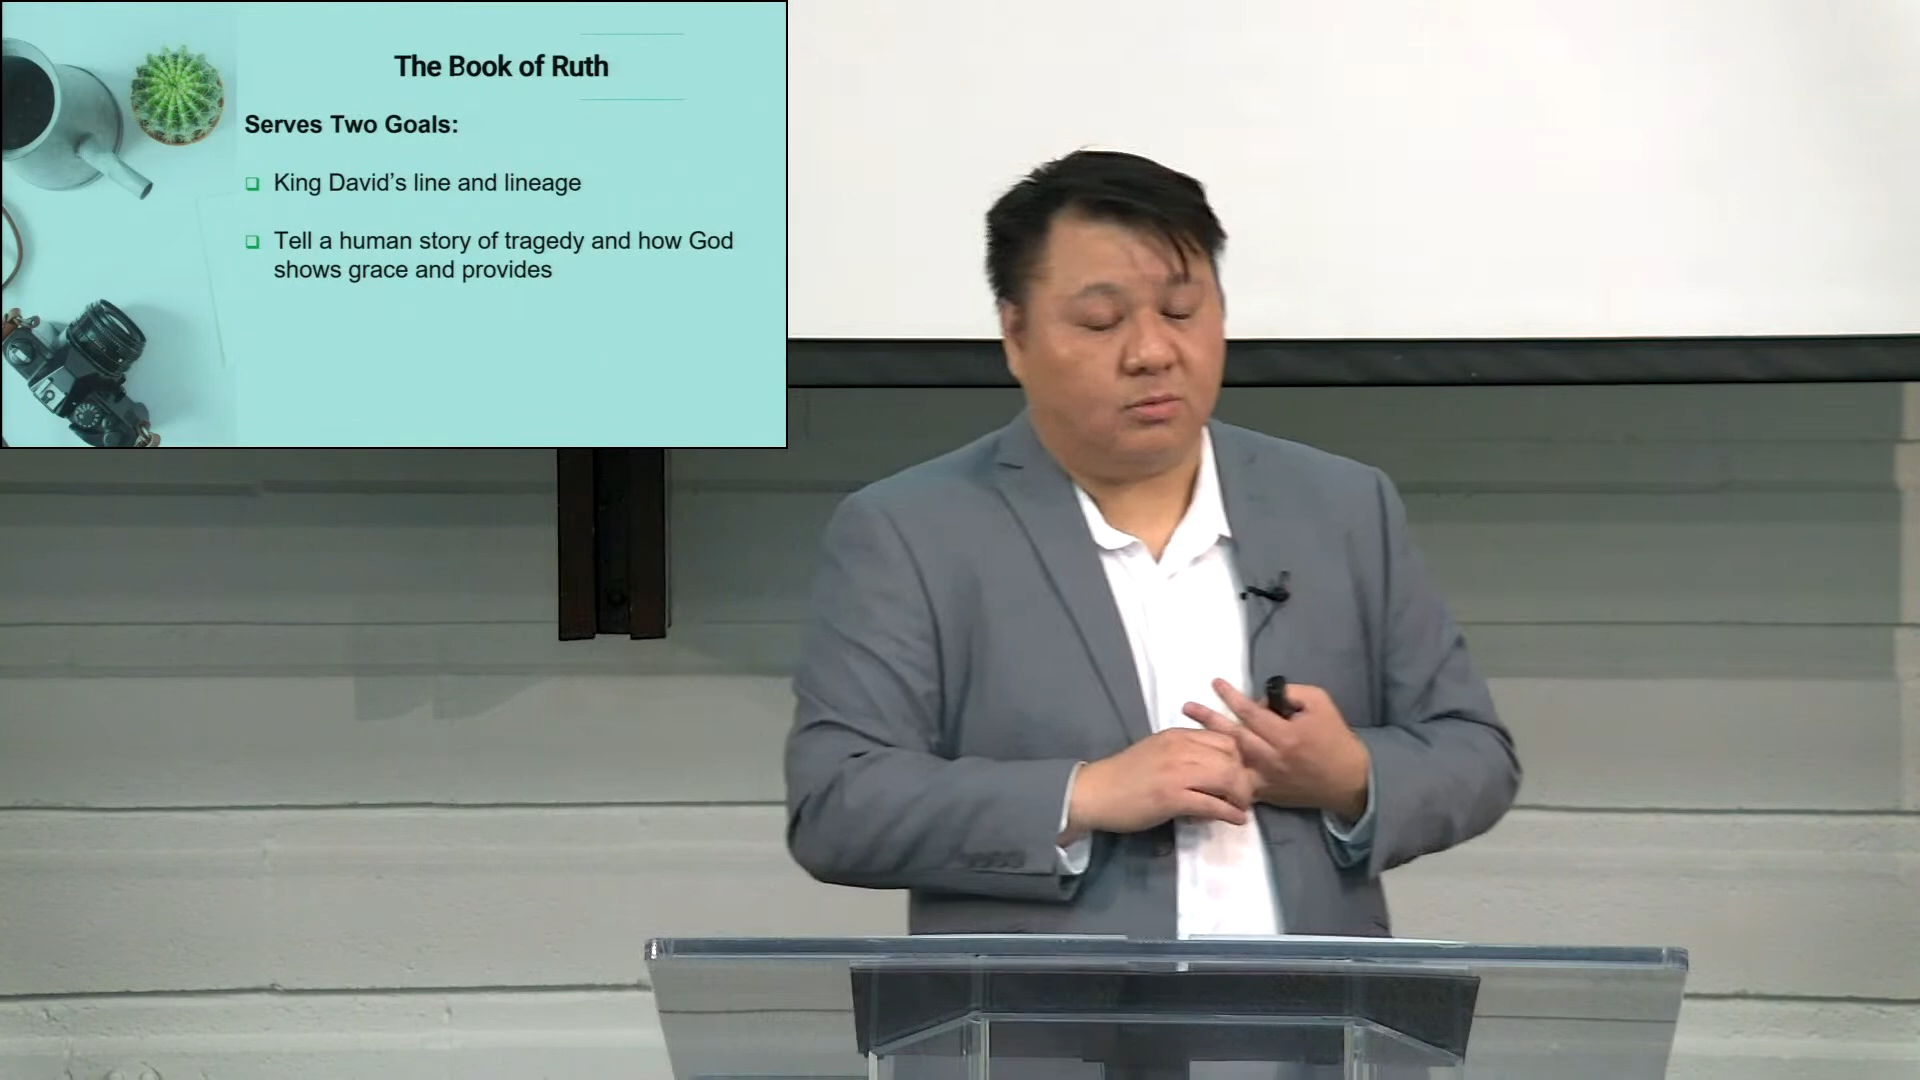 The Book of Ruth
Serves Two Goals:
King David’s line and lineage
Tell a human story of tragedy and how God
shows grace and provides